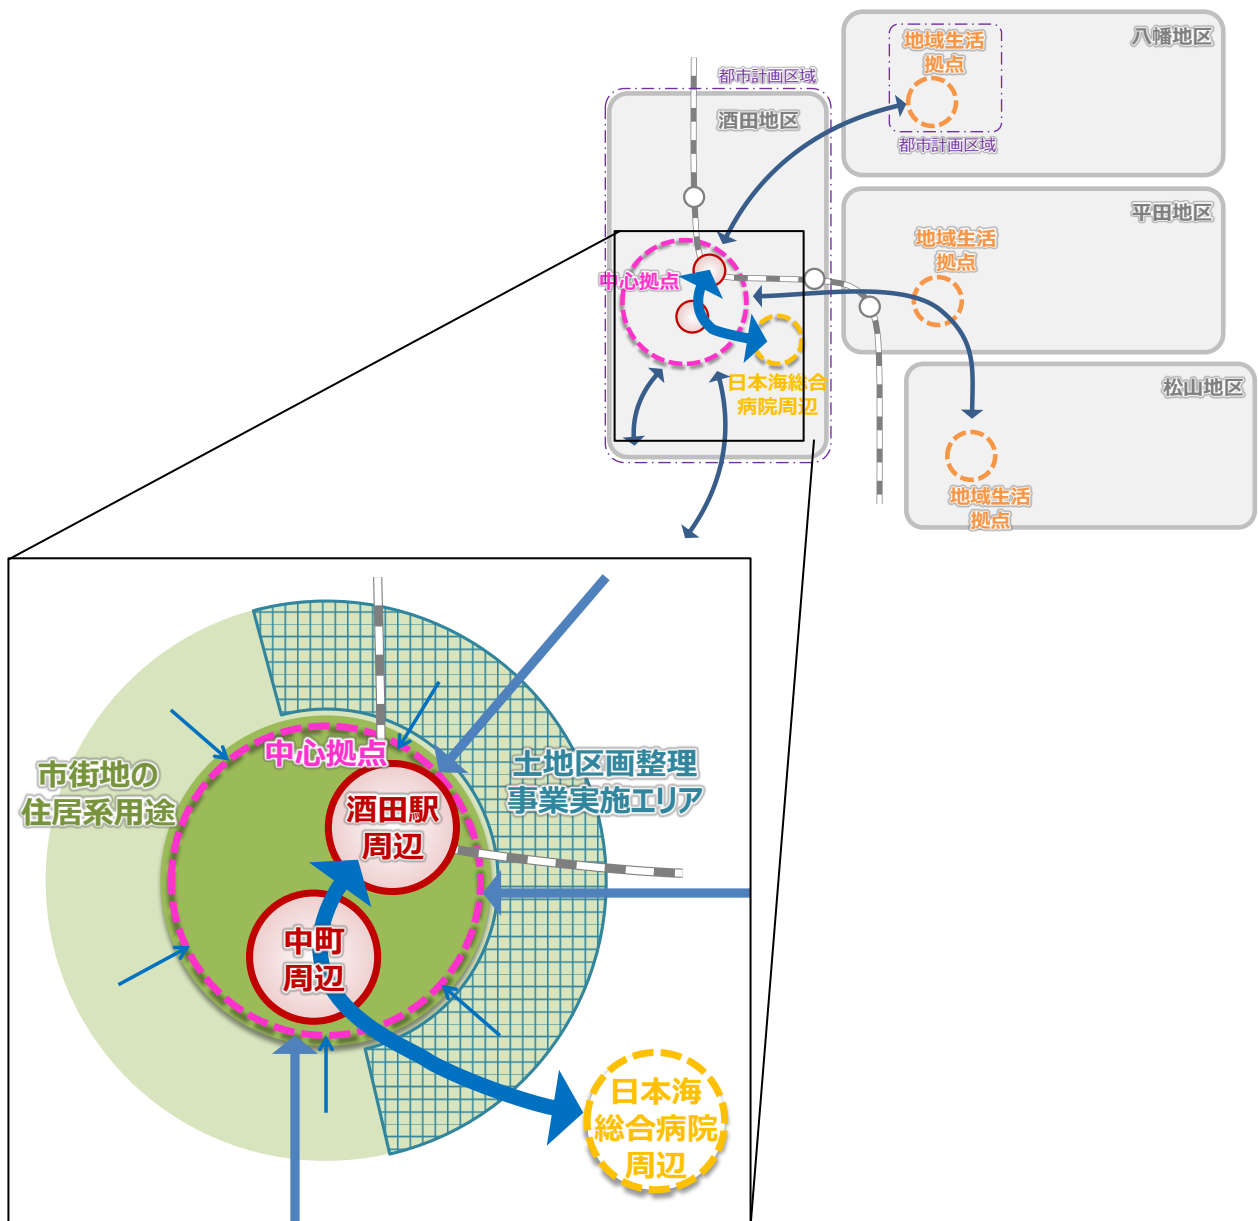 八幡地区
地域生活
拠点
都市計画区域
都市計画区域
酒田地区
平田地区
地域生活
拠点
中心拠点
日本海総合
病院周辺
松山地区
地域生活
拠点
中心拠点
市街地の
住居系用途
土地区画整理
事業実施エリア
酒田駅
周辺
中町
周辺
日本海
総合病院
周辺